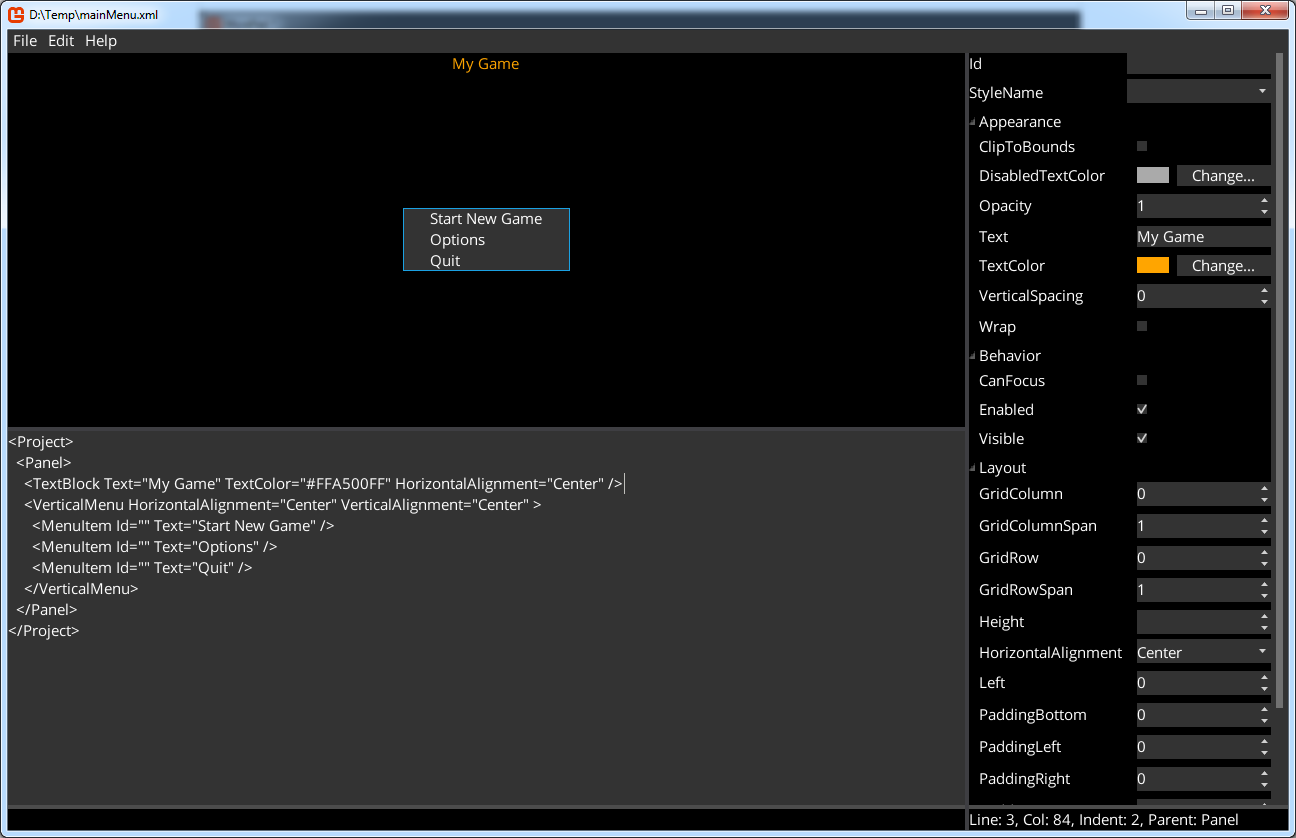 D:\Temp\mainMenu.xml
File Edit Help
My Game
Start New Game
Options
Quit
<Project>
  <Panel>
    <TextBlock Text="My Game" TextColor="#FFA500FF" HorizontalAlignment="Center" />
    <VerticalMenu HorizontalAlignment="Center" VerticalAlignment="Center" >
      <MenuItem Id="" Text="Start New Game" />
      <MenuItem Id="" Text="Options" />
      <MenuItem Id="" Text="Quit" />
    </VerticalMenu>
  </Panel>
</Project>
Id
StyleName
Appearance
ClipToBounds
DisabledTextColor Change...
Opacity 1
Text My Game
TextColor Change...
VerticalSpacing 0
Wrap
Behavior
CanFocus
Enabled
Visible
Layout
GridColumn 0
GridColumnSpan 1
GridRow 0
GridRowSpan 1
Height
HorizontalAlignment Center
Left 0
PaddingBottom 0
PaddingLeft 0
PaddingRight 0
Line: 3, Col: 84, Indent: 2, Parent: Panel